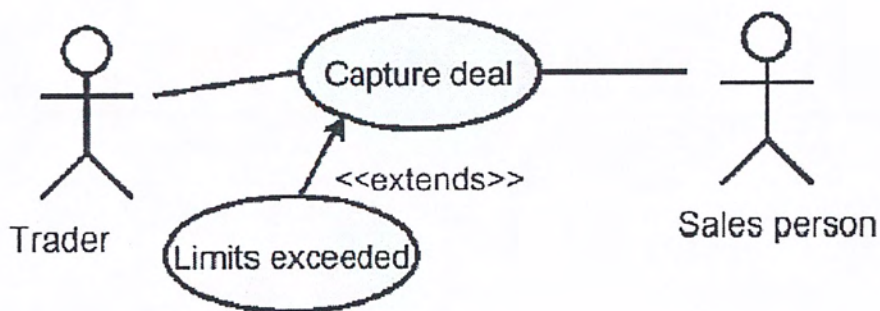 Capture deal
<<extends>>
Trader
Limits exceeded
Sales person